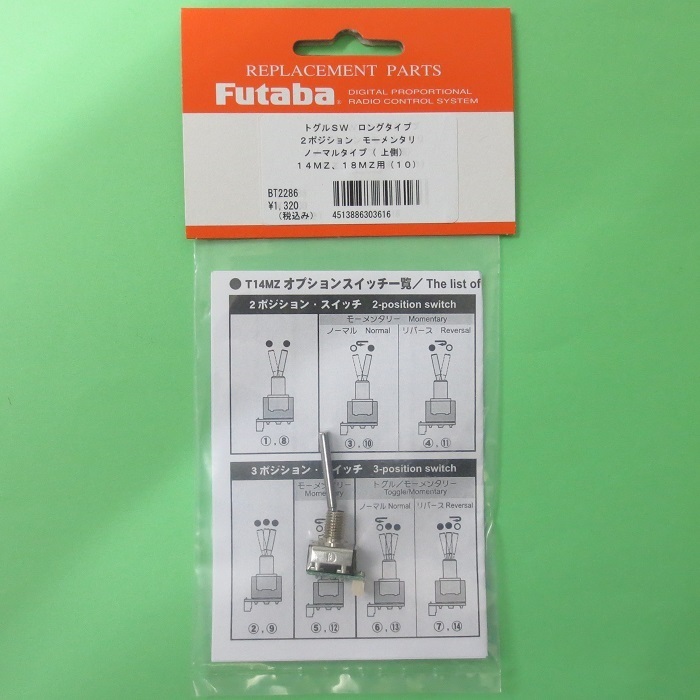 REPLACEMENT PARTS
Futaba®
DIGITAL PROPORTIONAL
RADIO CONTROL SYSTEM
トグルSW ロングタイプ
2ポジション モーメンタリ
ノーマルタイプ(上側)
14MZ、18MZ用(10)
BT2286
¥1,320
(税込み)
4513886303616
● T14MZ オプションスイッチ一覧/ The list of
2ポジション・スイッチ 2-position switch
モーメンタリー Momentary
ノーマル Normal リバース Reversal
①,⑧ ③,⑩ ④,⑪
3ポジション・スイッチ 3-position switch
モーメンタリー トグル/モーメンタリー
Momentary Toggle/Momentary
ノーマル Normal リバース Reversal
②,⑨ ⑤,⑫ ⑥,⑬ ⑦,⑭